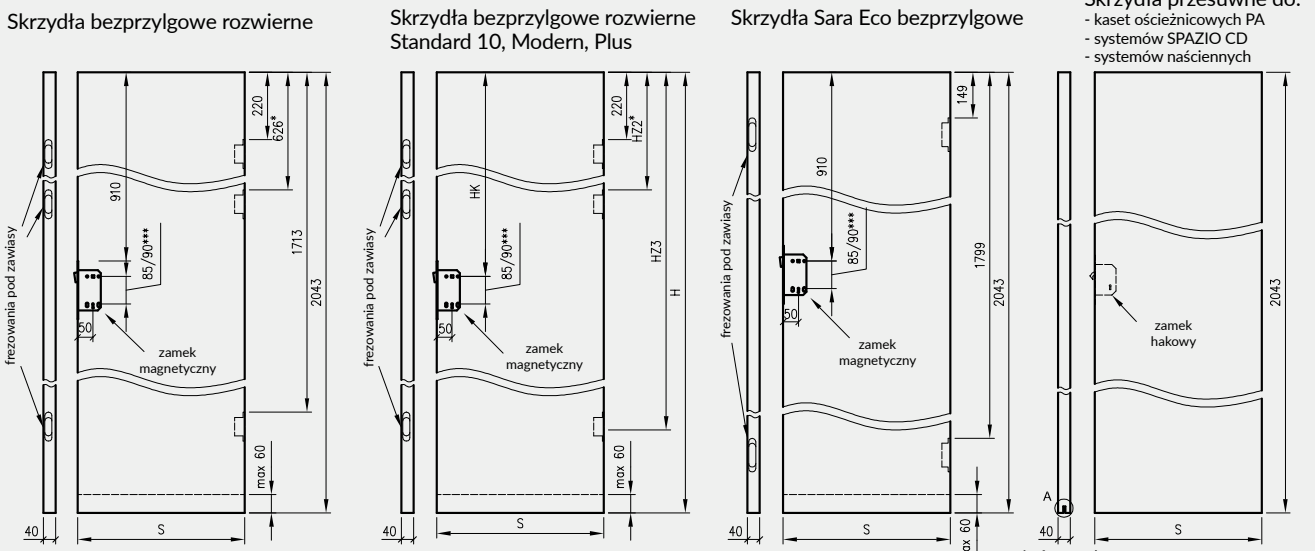 Skrzydła bezprzylgowe rozwierne
220
626*
910
1713
2043
85/90***
50
frezowania pod zawiasy
zamek
magnetyczny
max 60
40
S
Skrzydła bezprzylgowe rozwierne
Standard 10, Modern, Plus
220
HZ2*
HK
HZ3
H
85/90***
50
zamek
magnetyczny
max 60
40
S
Skrzydła Sara Eco bezprzylgowe
149
910
1799
2043
85/90***
50
frezowania pod zawiasy
zamek
magnetyczny
max 60
40
S
Skrzydła przesuwne do:
- kaset ościeżnicowych PA
- systemów SPAZIO CD
- systemów naściennych
2043
zamek
hakowy
A
40
S